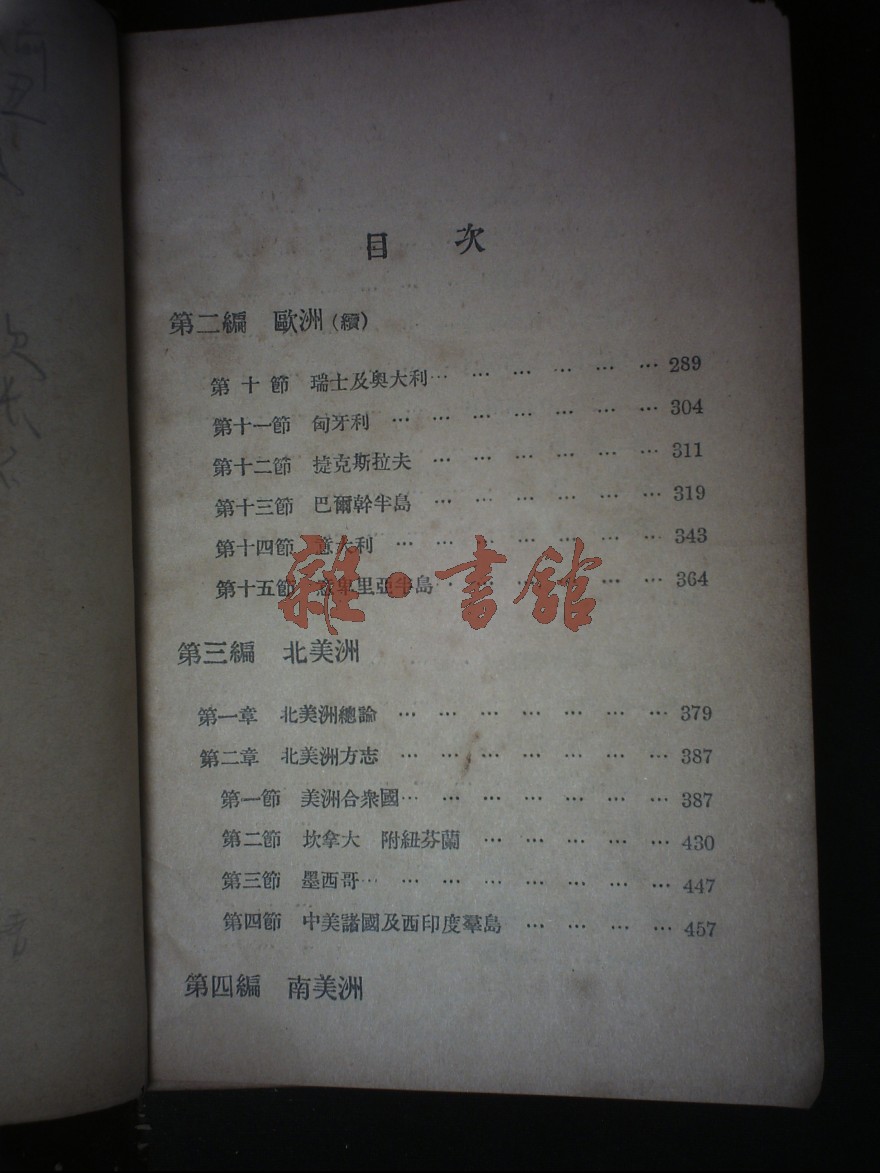 目 次
第二編 歐洲(續)
第十節 瑞士及奧大利… … … … … … 289
第十一節 匈牙利 … … … … … … … 304
第十二節 捷克斯拉夫 … … … … … … 311
第十三節 巴爾幹半島 … … … … … … 319
第十四節 意大利 … … … … … … … 343
第十五節 意卑里亞半島… … … … … … 364
雜·書館
第三編 北美洲
第一章 北美洲總論 … … … … … … … 379
第二章 北美洲方志 … … … … … … … 387
第一節 美洲合衆國… … … … … … … 387
第二節 坎拿大 附紐芬蘭 … … … … … 430
第三節 墨西哥… … … … … … … … 447
第四節 中美諸國及西印度羣島 … … … … 457
第四編 南美洲